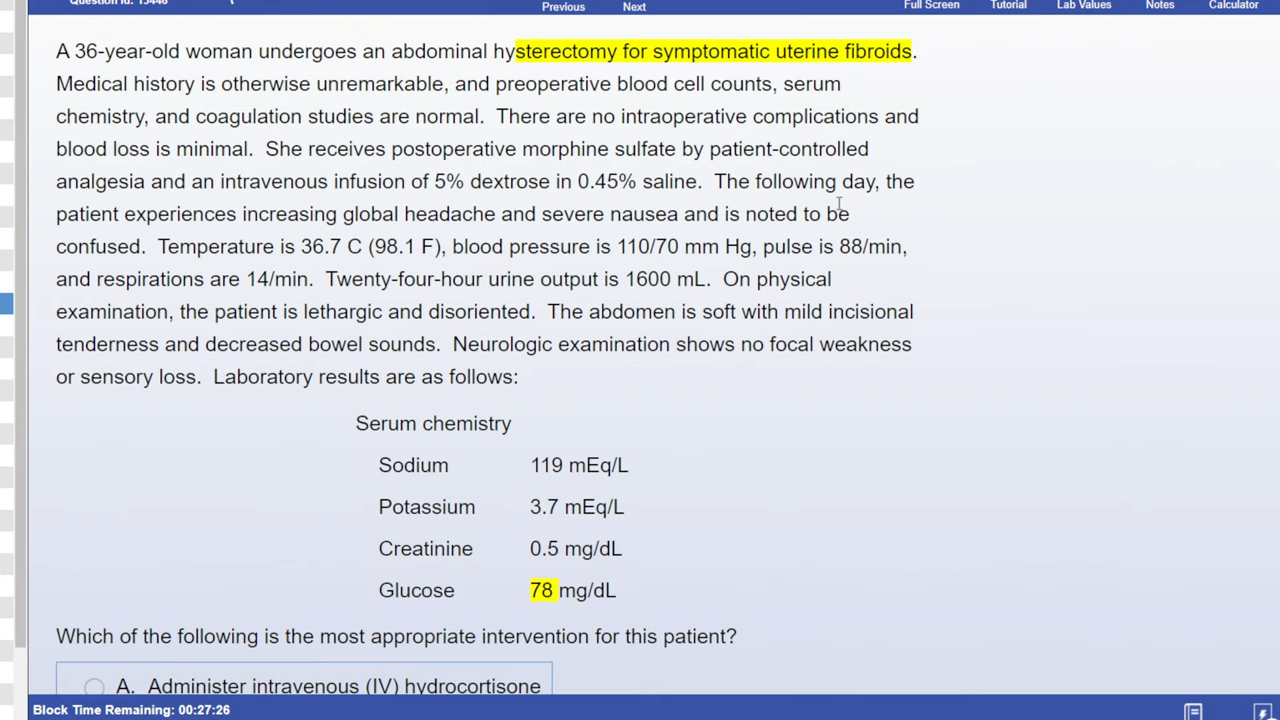 Question Id: 13446
Previous
Next
Full Screen
Tutorial
Lab Values
Notes
Calculator
A 36-year-old woman undergoes an abdominal hysterectomy for symptomatic uterine fibroids.
Medical history is otherwise unremarkable, and preoperative blood cell counts, serum
chemistry, and coagulation studies are normal. There are no intraoperative complications and
blood loss is minimal. She receives postoperative morphine sulfate by patient-controlled
analgesia and an intravenous infusion of 5% dextrose in 0.45% saline. The following day, the
patient experiences increasing global headache and severe nausea and is noted to be
confused. Temperature is 36.7 C (98.1 F), blood pressure is 110/70 mm Hg, pulse is 88/min,
and respirations are 14/min. Twenty-four-hour urine output is 1600 mL. On physical
examination, the patient is lethargic and disoriented. The abdomen is soft with mild incisional
tenderness and decreased bowel sounds. Neurologic examination shows no focal weakness
or sensory loss. Laboratory results are as follows:
Serum chemistry
Sodium 119 mEq/L
Potassium 3.7 mEq/L
Creatinine 0.5 mg/dL
Glucose 78 mg/dL
Which of the following is the most appropriate intervention for this patient?
A. Administer intravenous (IV) hydrocortisone
Block Time Remaining: 00:27:26